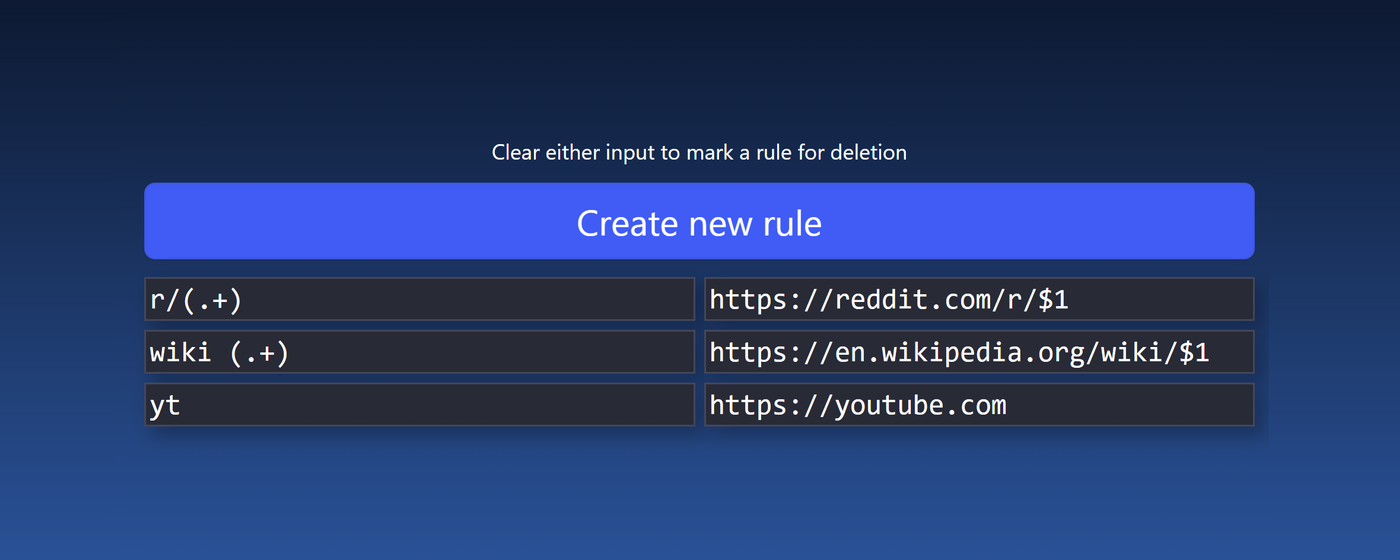 Clear either input to mark a rule for deletion
Create new rule
r/(.+) https://reddit.com/r/$1
wiki (.+) https://en.wikipedia.org/wiki/$1
yt https://youtube.com